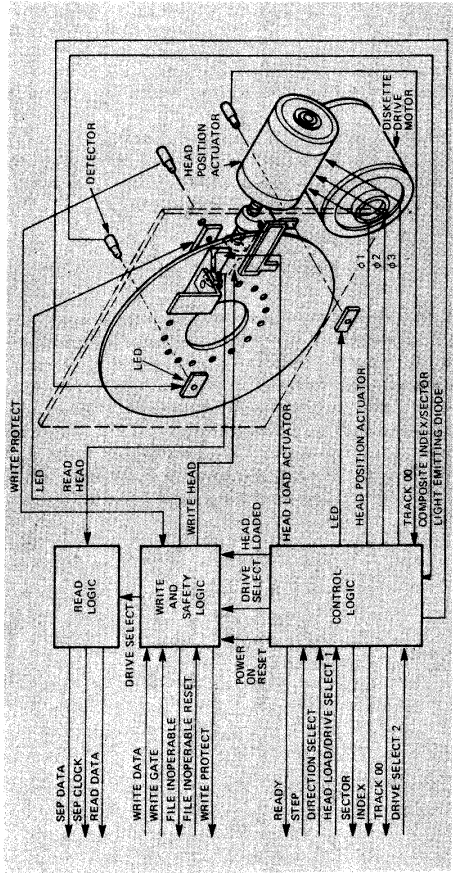 SEP DATA
SEP CLOCK
READ DATA
WRITE DATA
WRITE GATE
FILE INOPERABLE
FILE INOPERABLE RESET
WRITE PROTECT
READY
STEP
DIRECTION SELECT
HEAD LOAD/DRIVE SELECT 1
SECTOR
INDEX
TRACK 00
DRIVE SELECT 2
READ
LOGIC
DRIVE SELECT
WRITE
AND
SAFETY
LOGIC
POWER
ON
RESET
DRIVE
SELECT
HEAD
LOADED
CONTROL
LOGIC
WRITE PROTECT
LED
READ
HEAD
WRITE HEAD
HEAD LOAD ACTUATOR
LED
HEAD POSITION ACTUATOR
TRACK 00
COMPOSITE INDEX/SECTOR
LIGHT EMITTING DIODE
LED
φ1
φ2
φ3
DETECTOR
HEAD
POSITION
ACTUATOR
DISKETTE
DRIVE
MOTOR